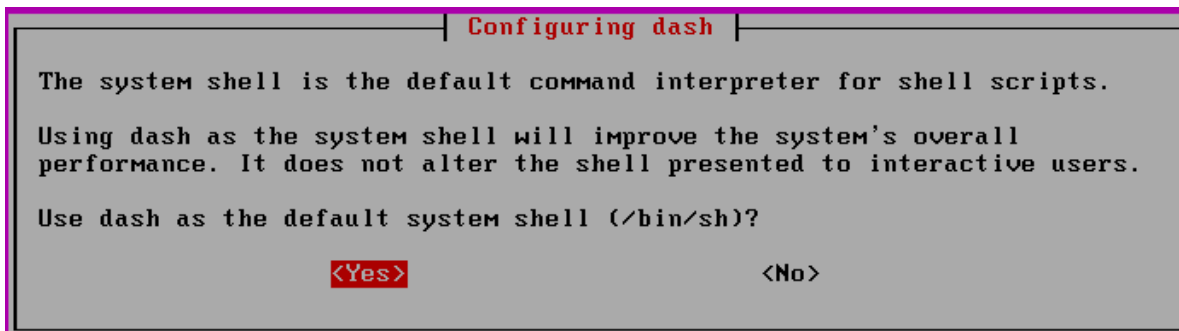 Configuring dash
The system shell is the default command interpreter for shell scripts.
Using dash as the system shell will improve the system's overall
performance. It does not alter the shell presented to interactive users.
Use dash as the default system shell (/bin/sh)?
<Yes> <No>